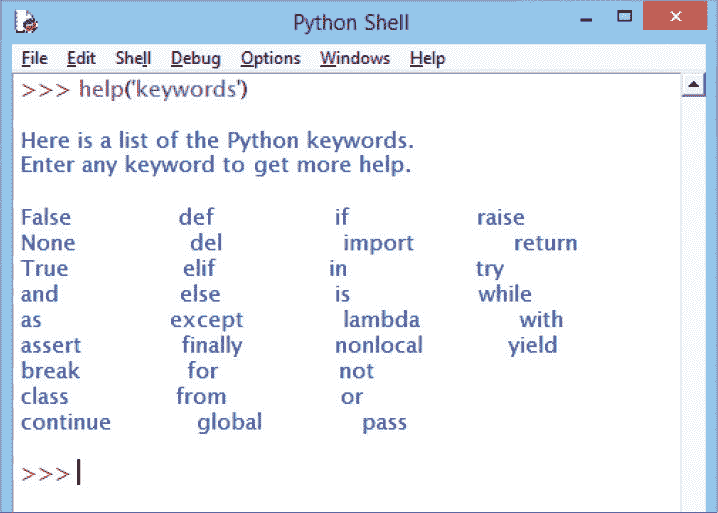 Python Shell
File Edit Shell Debug Options Windows Help
>>> help('keywords')
Here is a list of the Python keywords.
Enter any keyword to get more help.
False def if raise
None del import return
True elif in try
and else is while
as except lambda with
assert finally nonlocal yield
break for not
class from or
continue global pass
>>>